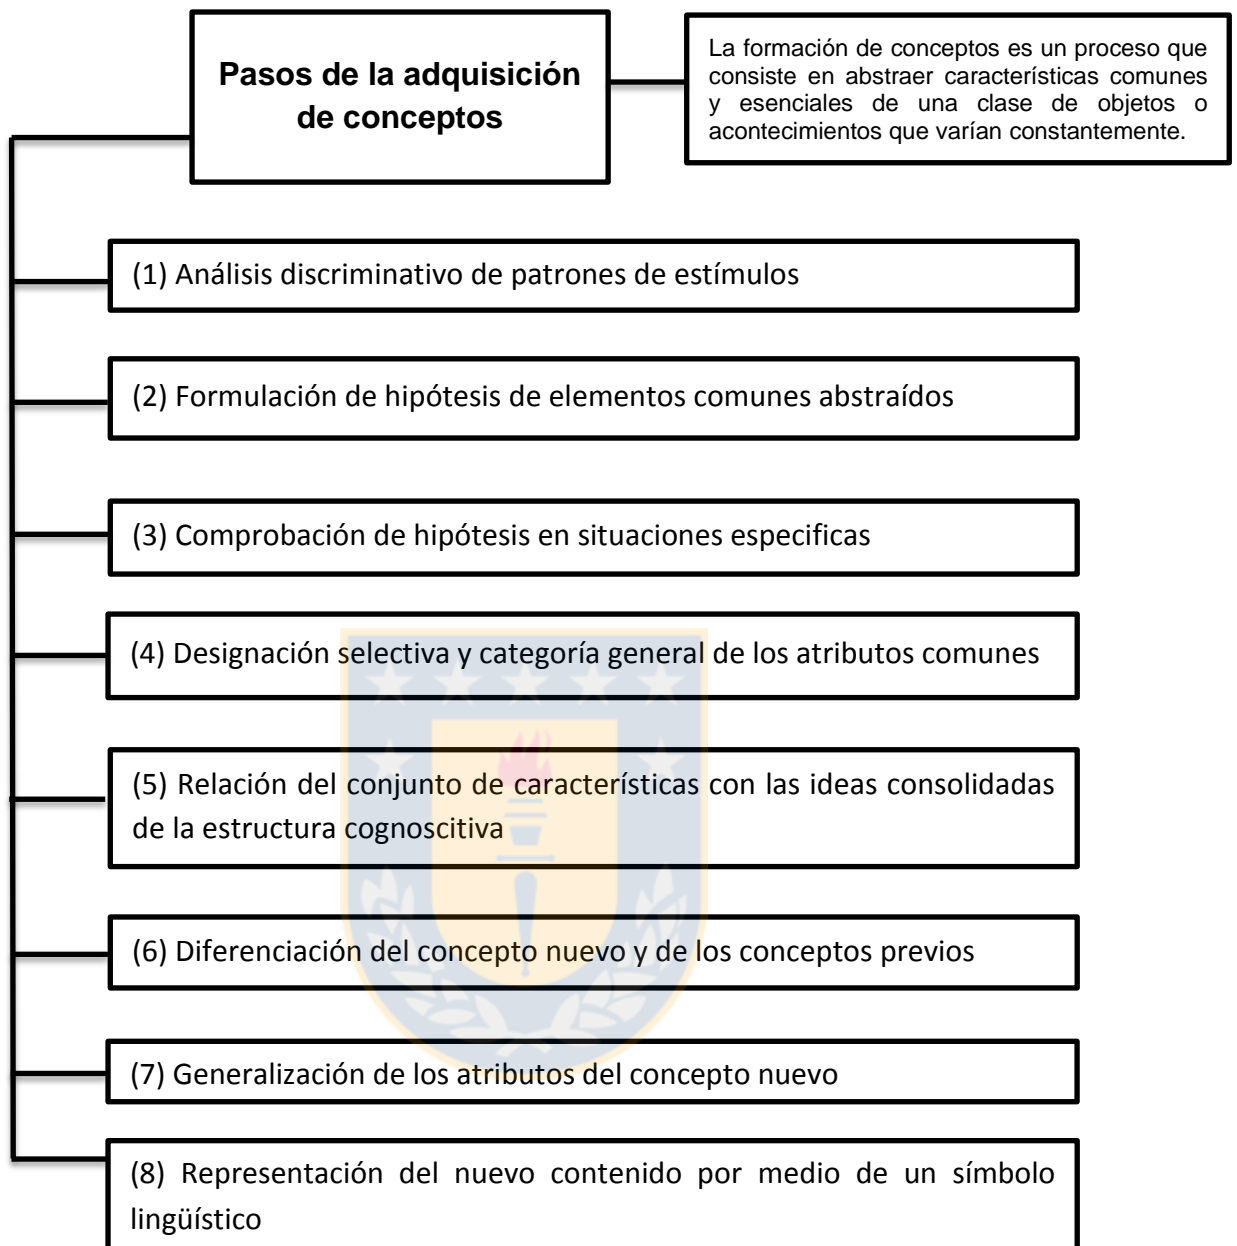 Pasos de la adquisición
de conceptos
La formación de conceptos es un proceso que
consiste en abstraer características comunes
y esenciales de una clase de objetos o
acontecimientos que varían constantemente.
(1) Análisis discriminativo de patrones de estímulos
(2) Formulación de hipótesis de elementos comunes abstraídos
(3) Comprobación de hipótesis en situaciones especificas
(4) Designación selectiva y categoría general de los atributos comunes
(5) Relación del conjunto de características con las ideas consolidadas
de la estructura cognoscitiva
(6) Diferenciación del concepto nuevo y de los conceptos previos
(7) Generalización de los atributos del concepto nuevo
(8) Representación del nuevo contenido por medio de un símbolo
lingüístico